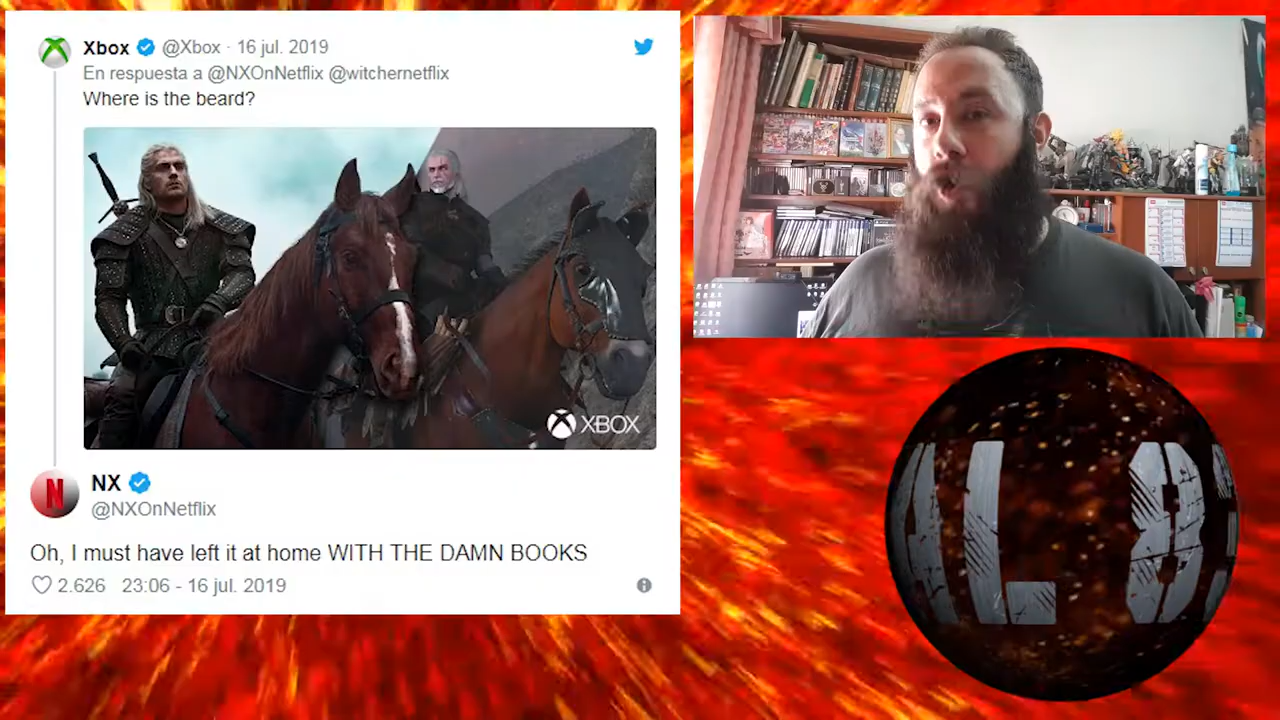 Xbox @Xbox · 16 jul. 2019
En respuesta a @NXOnNetflix @witchernetflix
Where is the beard?
XBOX
NX
@NXOnNetflix
Oh, I must have left it at home WITH THE DAMN BOOKS
2.626 23:06 - 16 jul. 2019